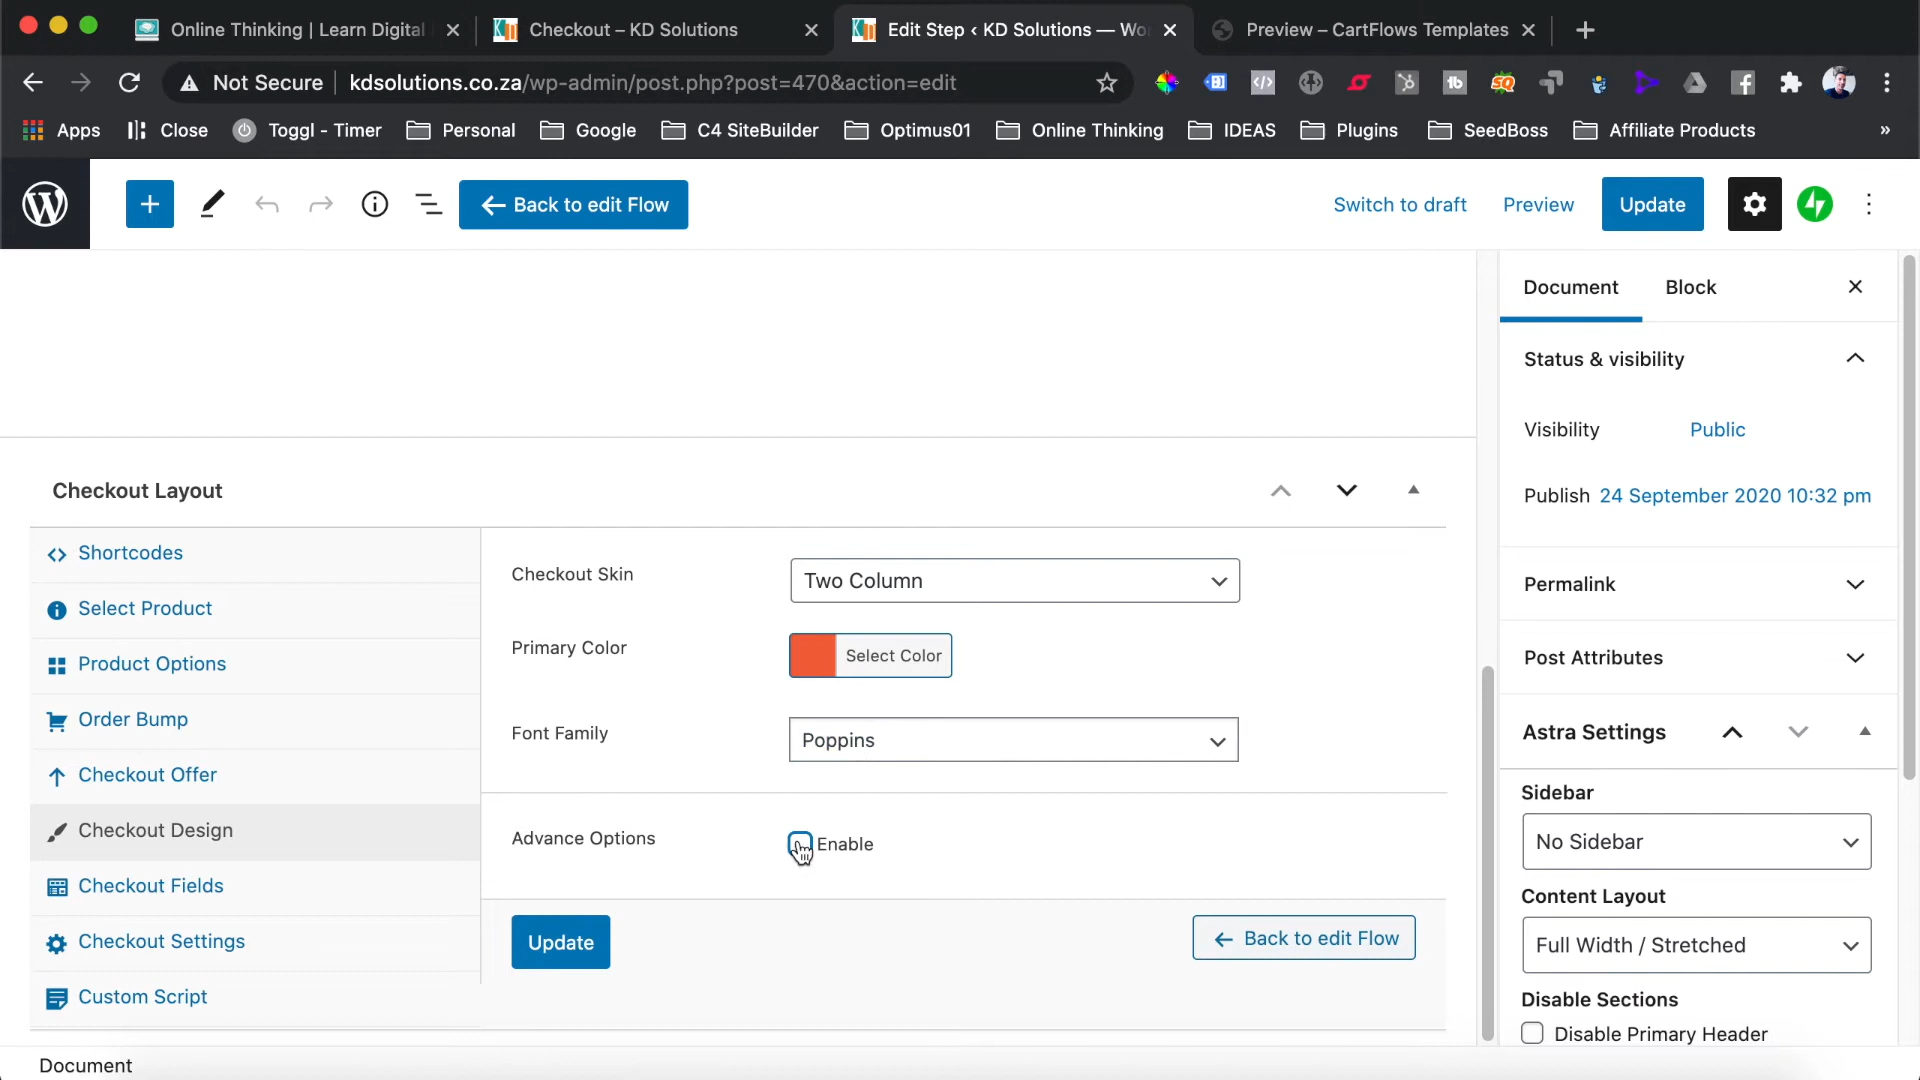 Online Thinking | Learn Digital
Checkout – KD Solutions
Edit Step ‹ KD Solutions — Wo
Preview – CartFlows Templates
Not Secure
kdsolutions.co.za/wp-admin/post.php?post=470&action=edit
Apps
Close
Toggl - Timer
Personal
Google
C4 SiteBuilder
Optimus01
Online Thinking
IDEAS
Plugins
SeedBoss
Affiliate Products
»
Back to edit Flow
Switch to draft
Preview
Update
Document
Block
Status & visibility
Visibility
Public
Publish
24 September 2020 10:32 pm
Permalink
Post Attributes
Astra Settings
Sidebar
No Sidebar
Content Layout
Full Width / Stretched
Disable Sections
Disable Primary Header
Checkout Layout
Shortcodes
Select Product
Product Options
Order Bump
Checkout Offer
Checkout Design
Checkout Fields
Checkout Settings
Custom Script
Checkout Skin
Two Column
Primary Color
Select Color
Font Family
Poppins
Advance Options
Enable
Update
Back to edit Flow
Document